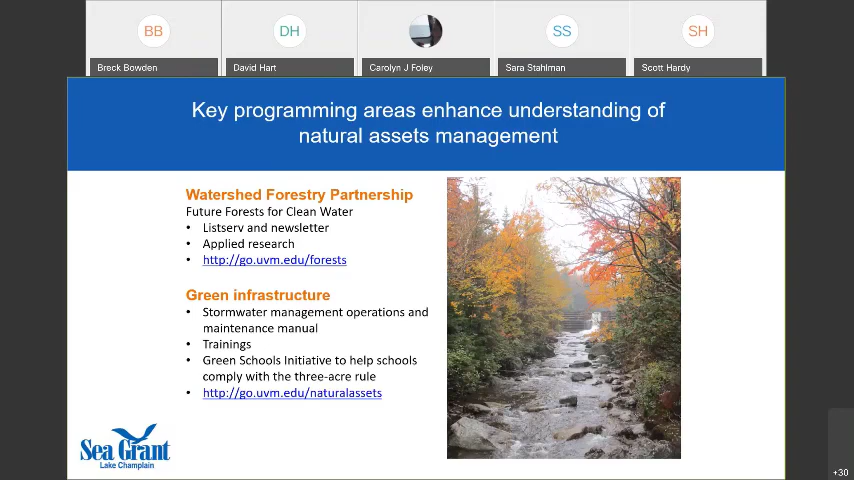 BB
DH
SS
SH
Breck Bowden
David Hart
Carolyn J Foley
Sara Stahlman
Scott Hardy
Key programming areas enhance understanding of
natural assets management
Watershed Forestry Partnership
Future Forests for Clean Water
• Listserv and newsletter
• Applied research
• http://go.uvm.edu/forests
Green infrastructure
• Stormwater management operations and
maintenance manual
• Trainings
• Green Schools Initiative to help schools
comply with the three-acre rule
• http://go.uvm.edu/naturalassets
Sea Grant
Lake Champlain
+30